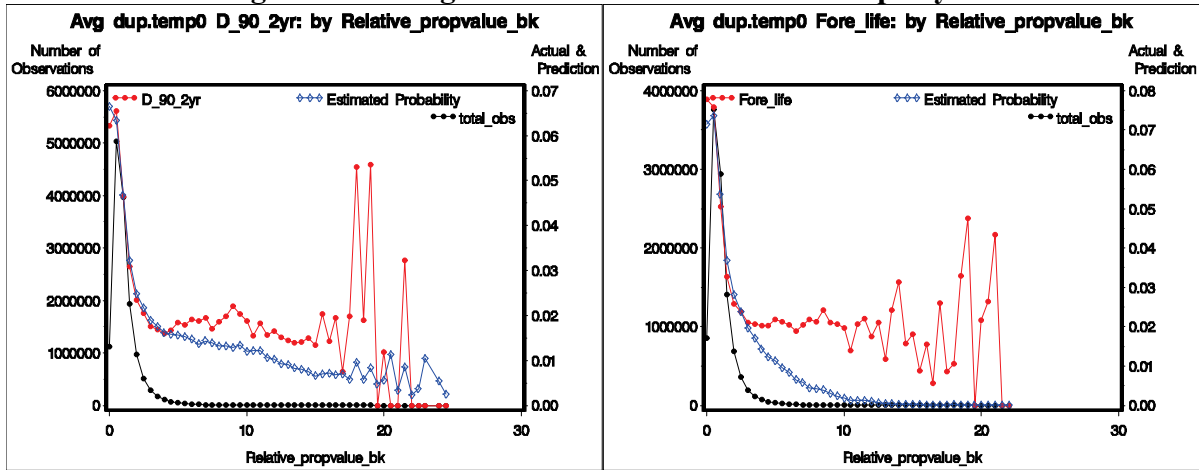 Avg dup.temp0 D_90_2yr: by Relative_propvalue_bk
Number of Observations
Actual & Prediction
6000000
5000000
4000000
3000000
2000000
1000000
0
0.07
0.06
0.05
0.04
0.03
0.02
0.01
0.00
D_90_2yr
Estimated Probability
total_obs
0 10 20 30
Relative_propvalue_bk
Avg dup.temp0 Fore_life: by Relative_propvalue_bk
Number of Observations
Actual & Prediction
4000000
3000000
2000000
1000000
0
0.08
0.07
0.06
0.05
0.04
0.03
0.02
0.01
0.00
Fore_life
Estimated Probability
total_obs
0 10 20 30
Relative_propvalue_bk